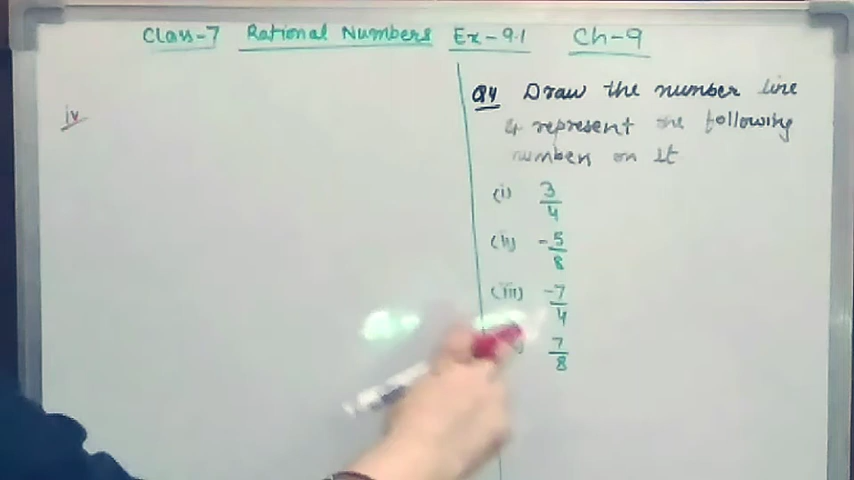 Class-7 Rational Numbers Ex-9.1 Ch-9
iv
Q4 Draw the number line
& represent the following
number on it
(i) 3/4
(ii) -5/8
(iii) -7/4
7/8